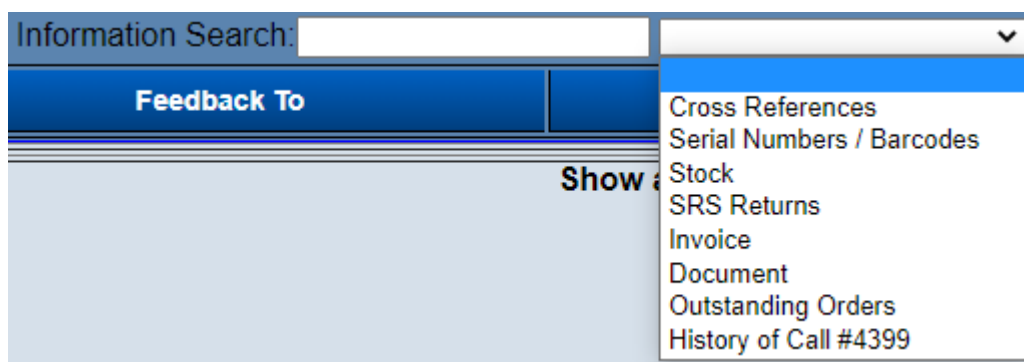 Information Search:
Feedback To
Show
Cross References
Serial Numbers / Barcodes
Stock
SRS Returns
Invoice
Document
Outstanding Orders
History of Call #4399